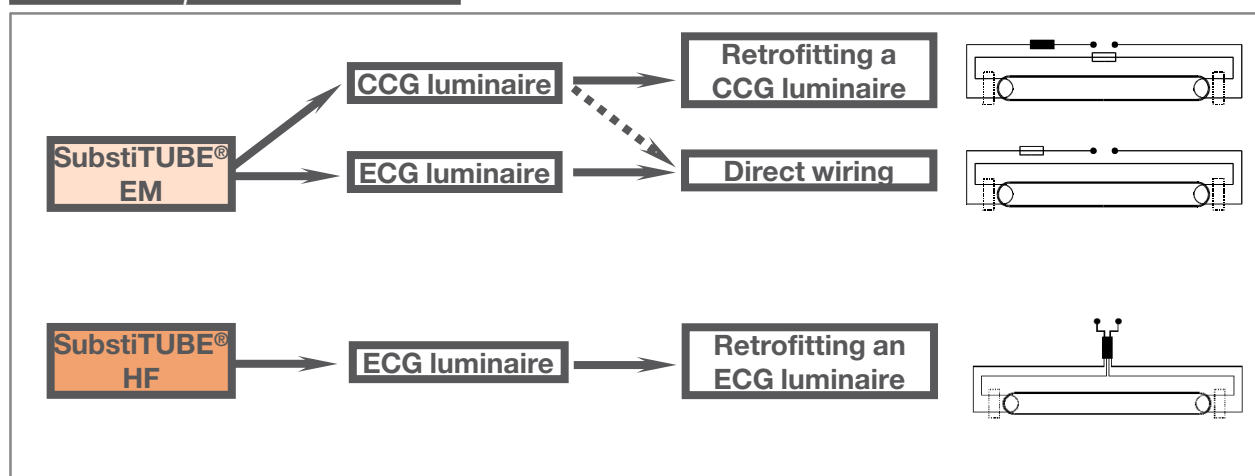 CCG luminaire
Retrofitting a
CCG luminaire
SubstiTUBE®
EM
ECG luminaire
Direct wiring
SubstiTUBE®
HF
ECG luminaire
Retrofitting an
ECG luminaire